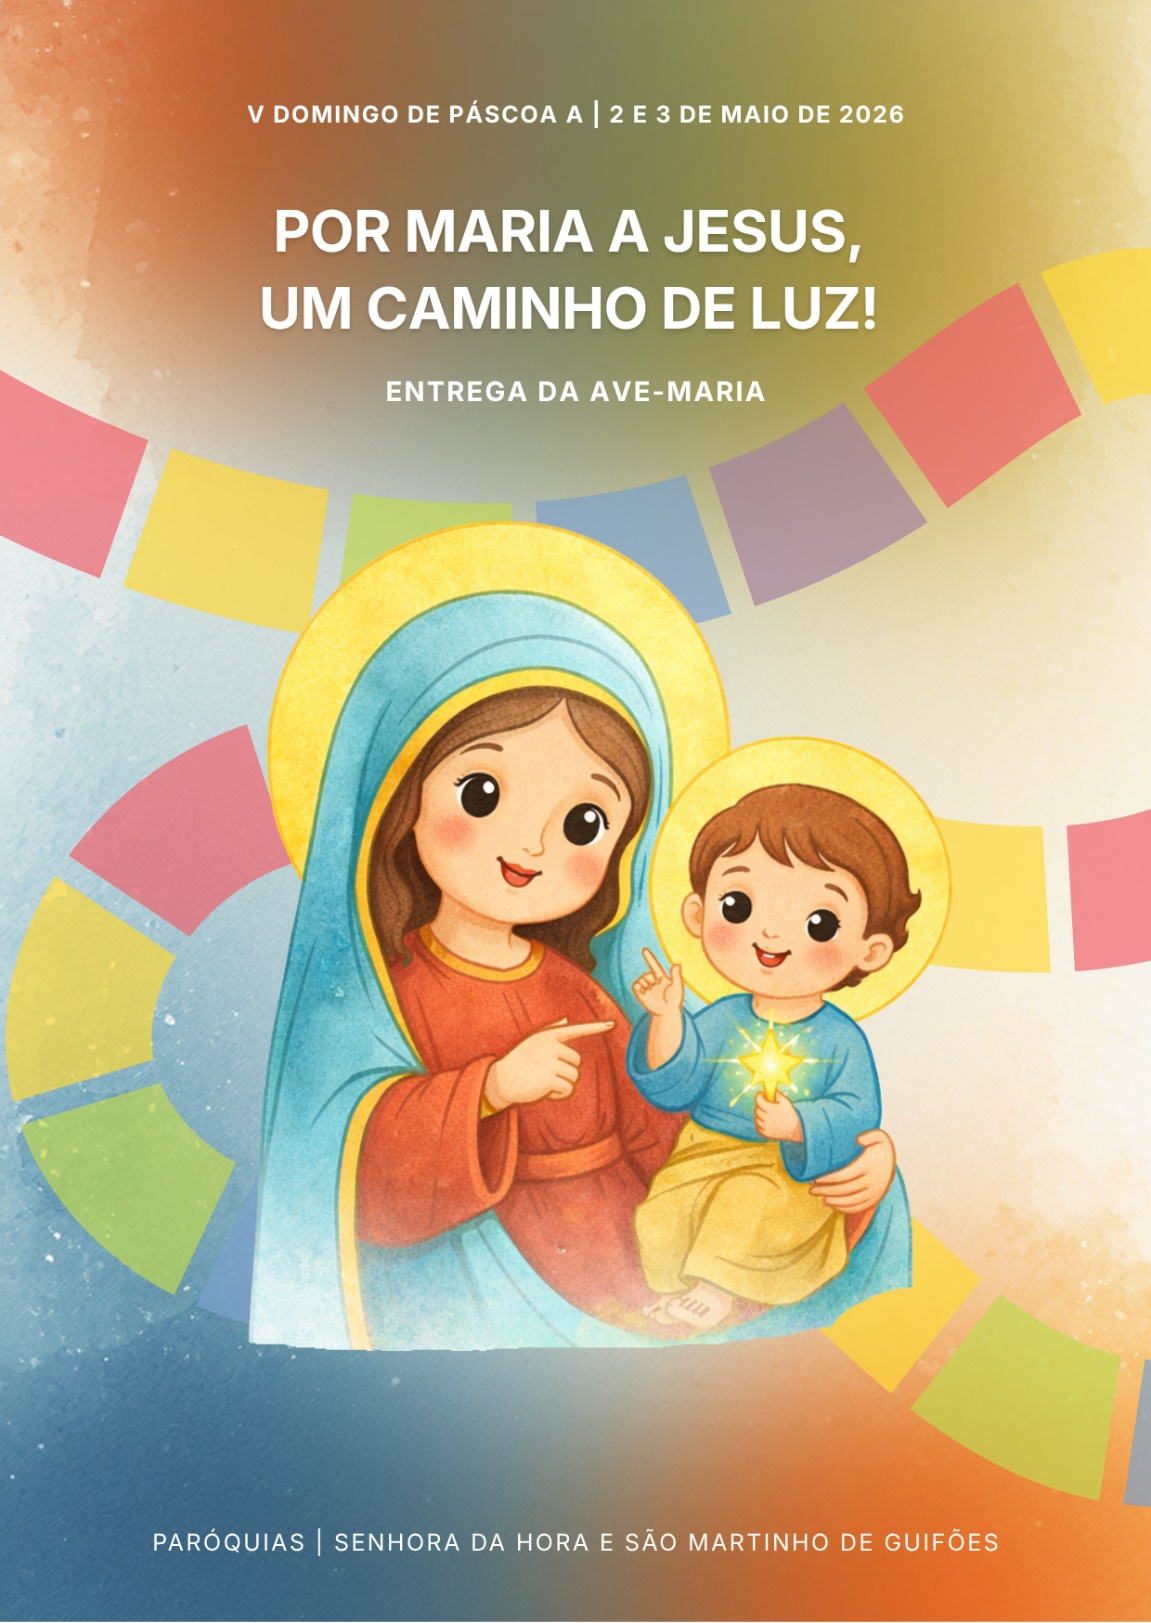 V DOMINGO DE PÁSCOA A | 2 E 3 DE MAIO DE 2026
POR MARIA A JESUS,
UM CAMINHO DE LUZ!
ENTREGA DA AVE-MARIA
PARÓQUIAS | SENHORA DA HORA E SÃO MARTINHO DE GUIFÕES